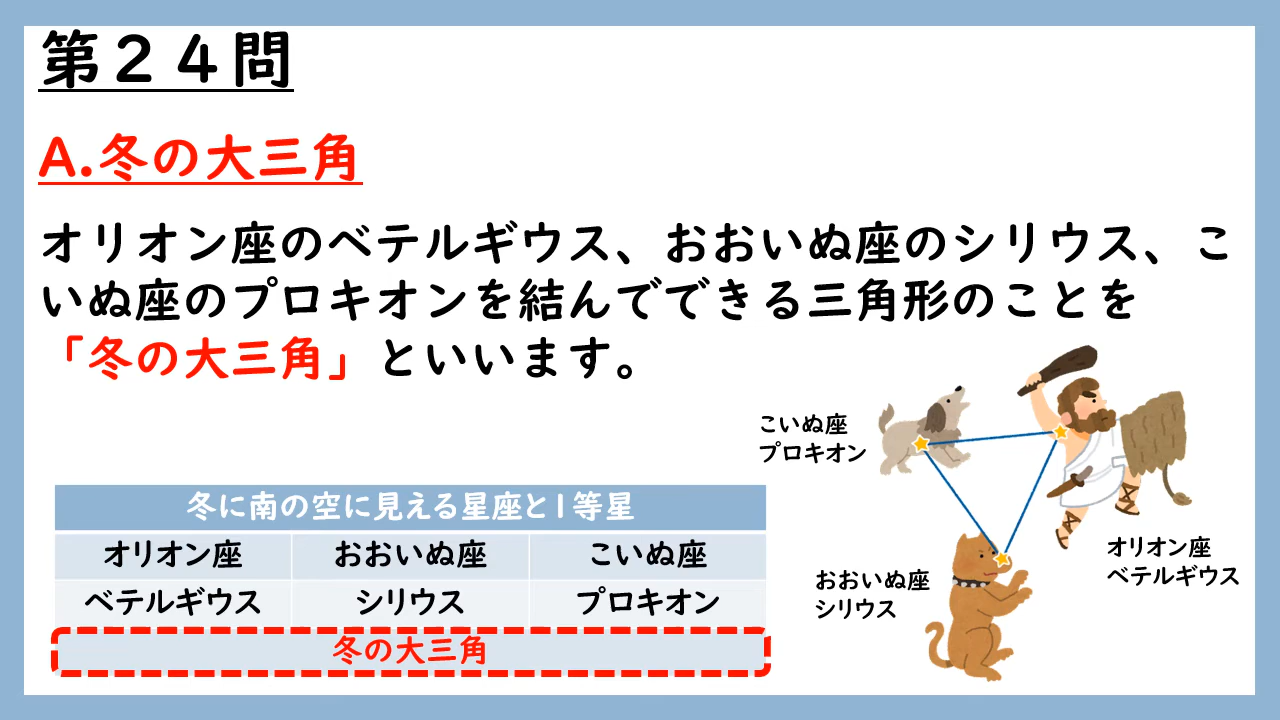 第２４問
A.冬の大三角
オリオン座のベテルギウス、おおいぬ座のシリウス、こ
いぬ座のプロキオンを結んでできる三角形のことを
「冬の大三角」といいます。
こいぬ座
プロキオン
冬に南の空に見える星座と1等星
オリオン座 おおいぬ座 こいぬ座
ベテルギウス シリウス プロキオン
冬の大三角
おおいぬ座
シリウス
オリオン座
ベテルギウス